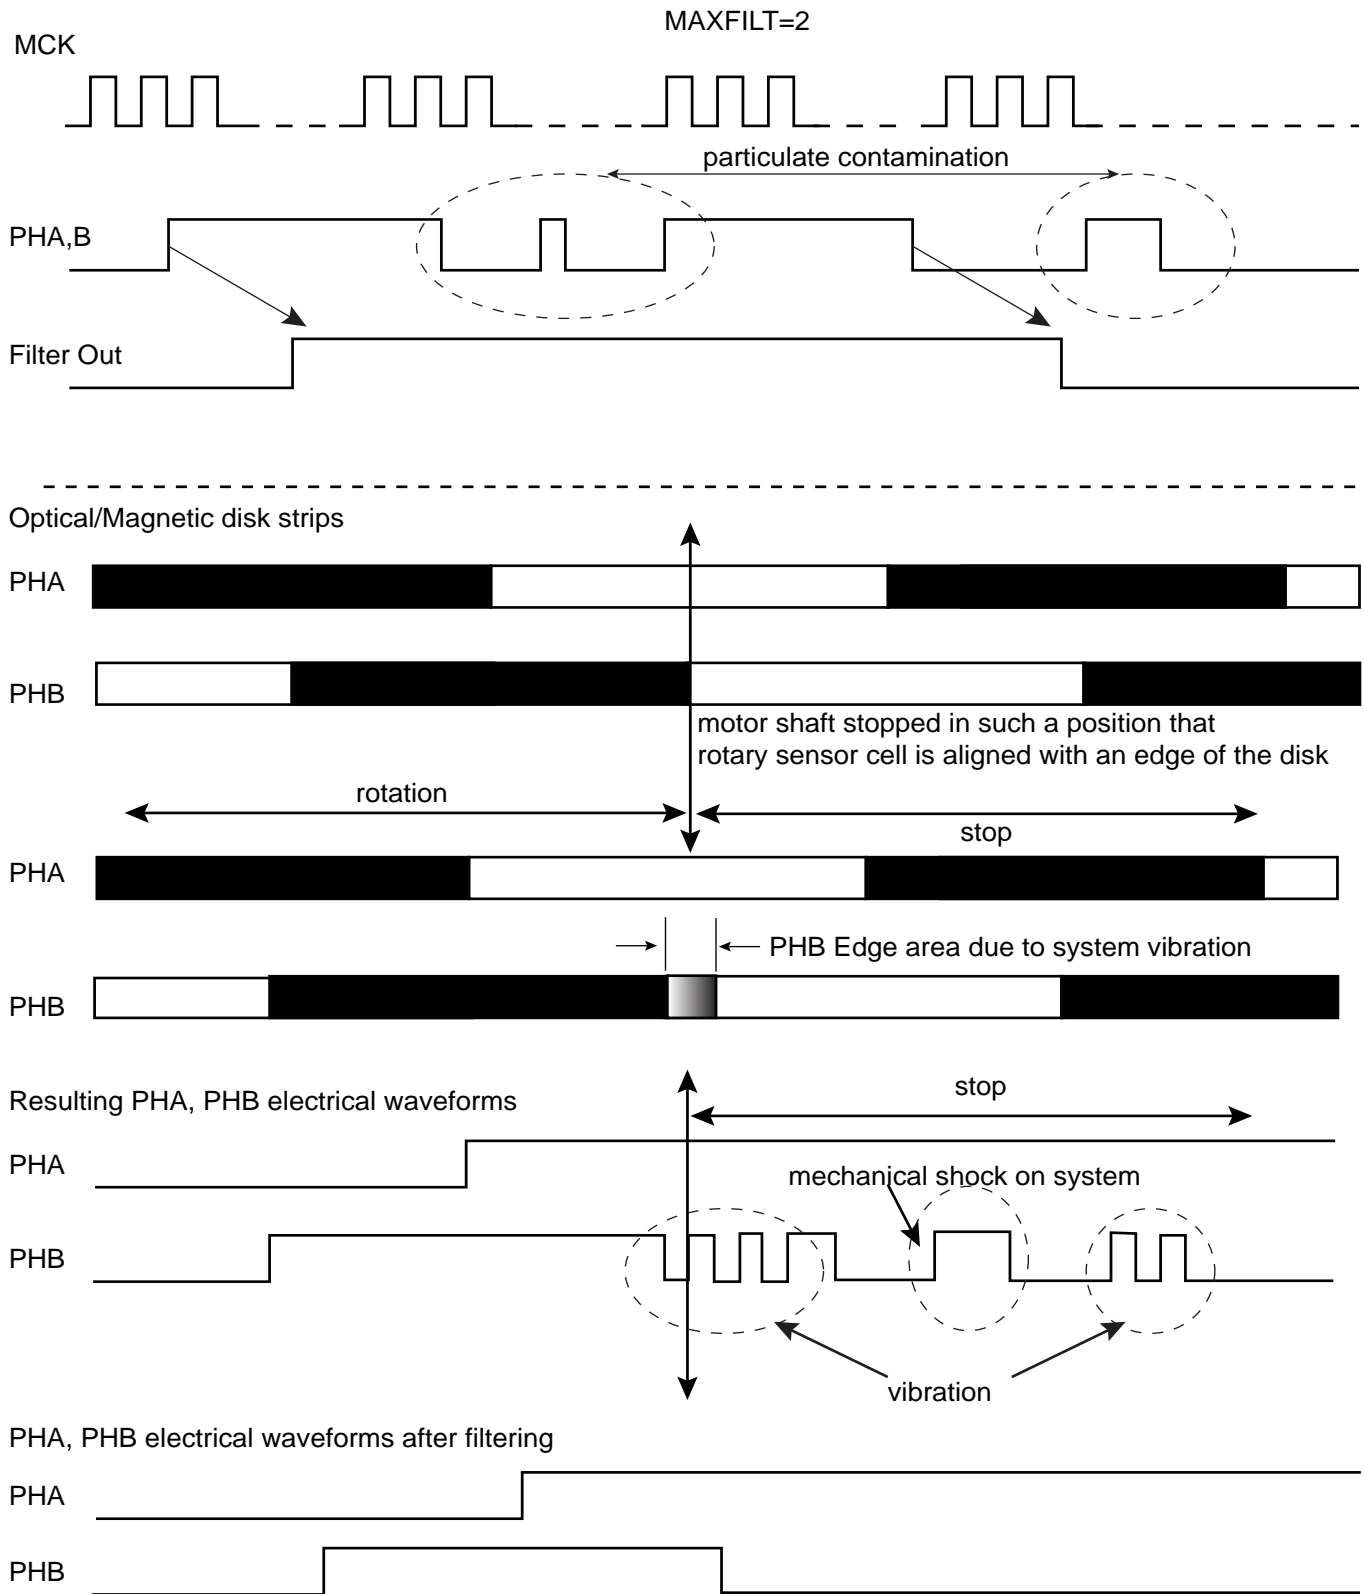 MAXFILT=2
MCK
particulate contamination
PHA,B
Filter Out
Optical/Magnetic disk strips
PHA
PHB
motor shaft stopped in such a position that
rotary sensor cell is aligned with an edge of the disk
rotation
stop
PHA
PHB Edge area due to system vibration
PHB
stop
Resulting PHA, PHB electrical waveforms
PHA
mechanical shock on system
PHB
vibration
PHA, PHB electrical waveforms after filtering
PHA
PHB